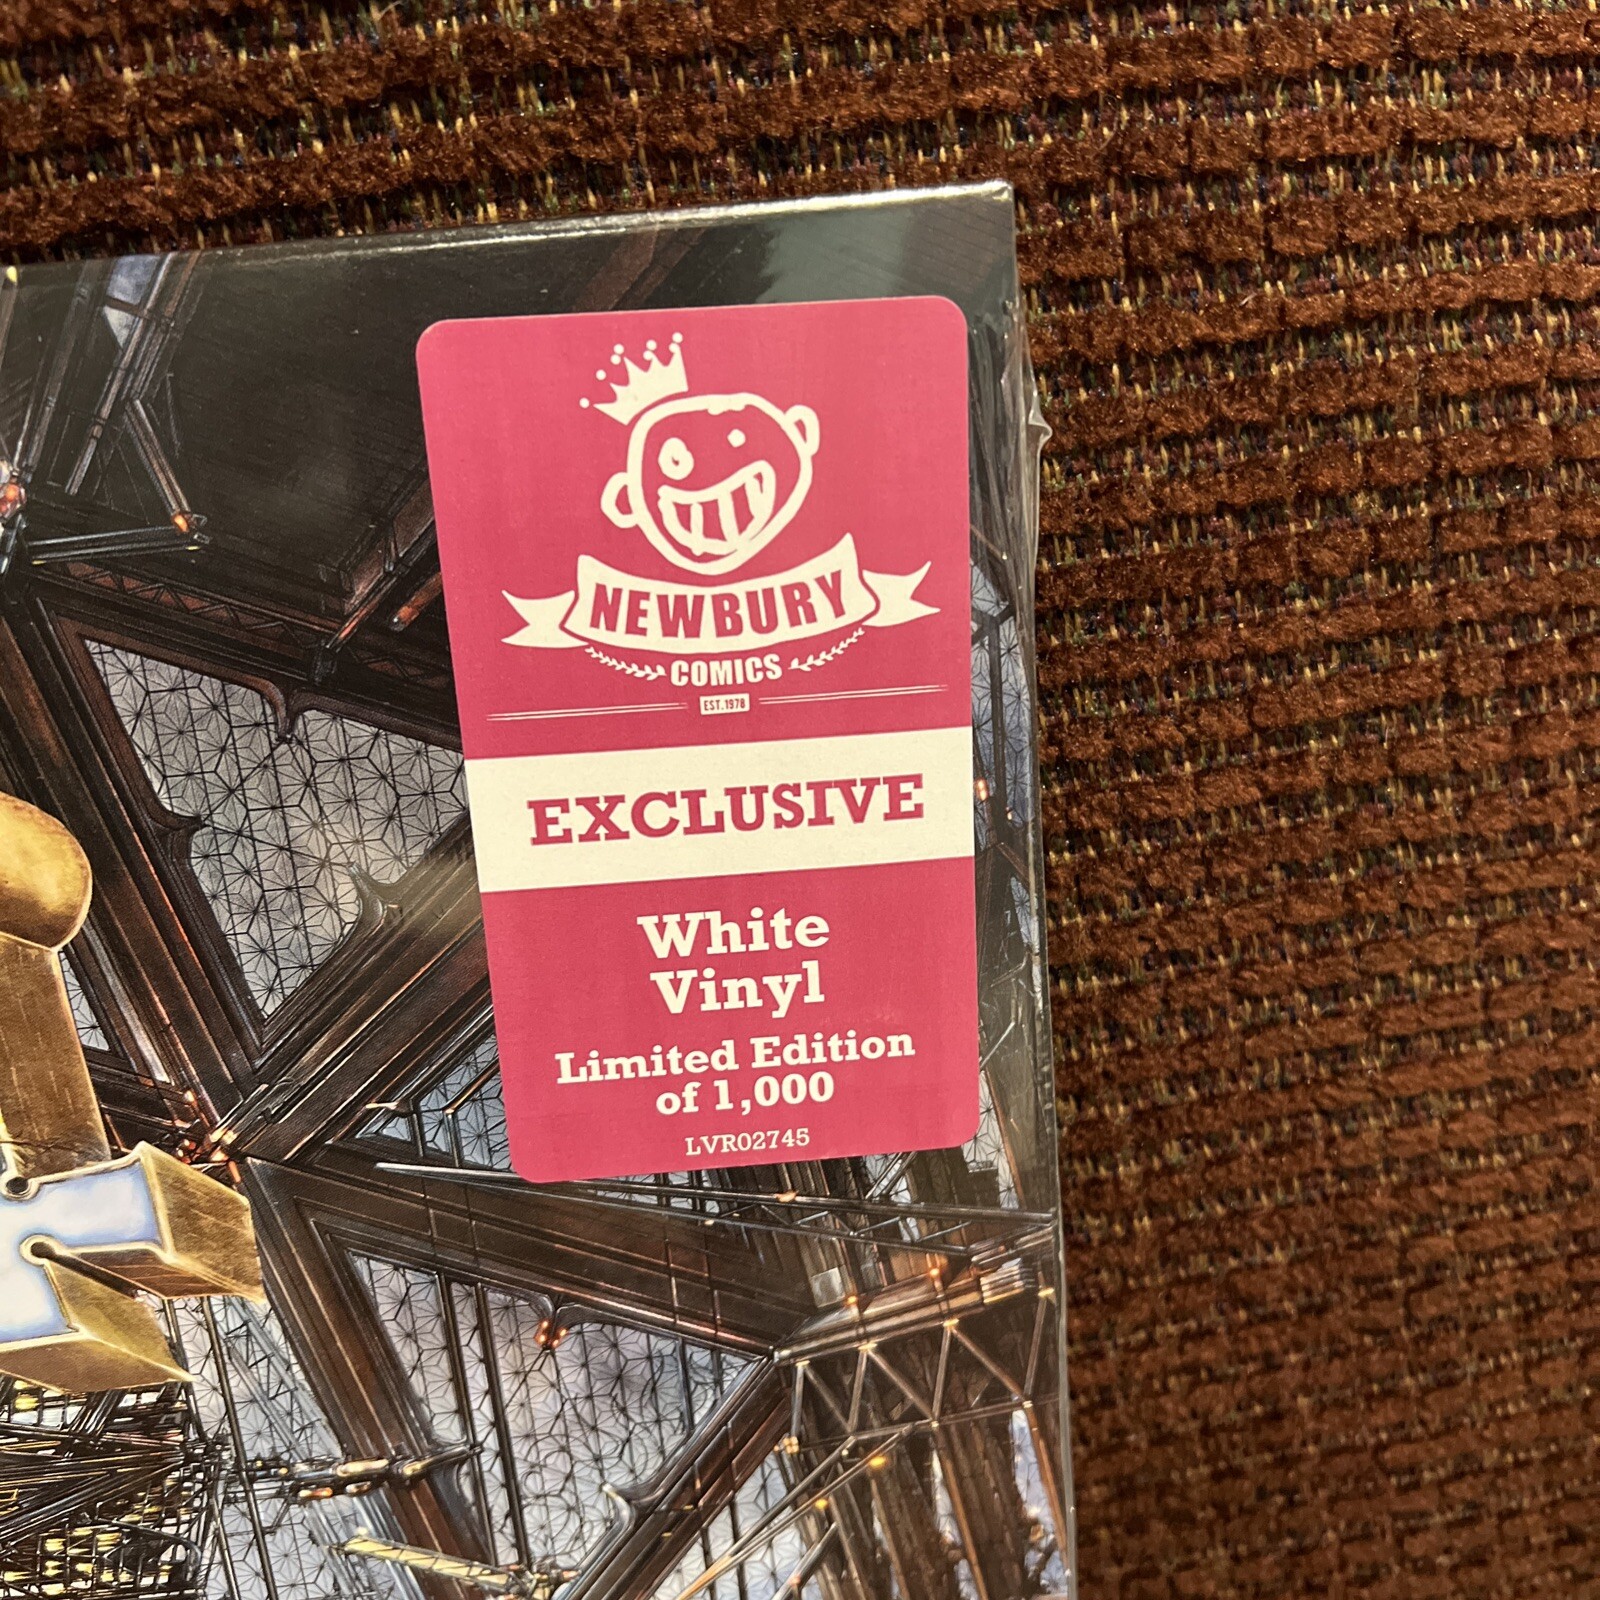 NEWBURY
COMICS
EST. 1978
EXCLUSIVE
White
Vinyl
Limited Edition
of 1,000
LVR02745